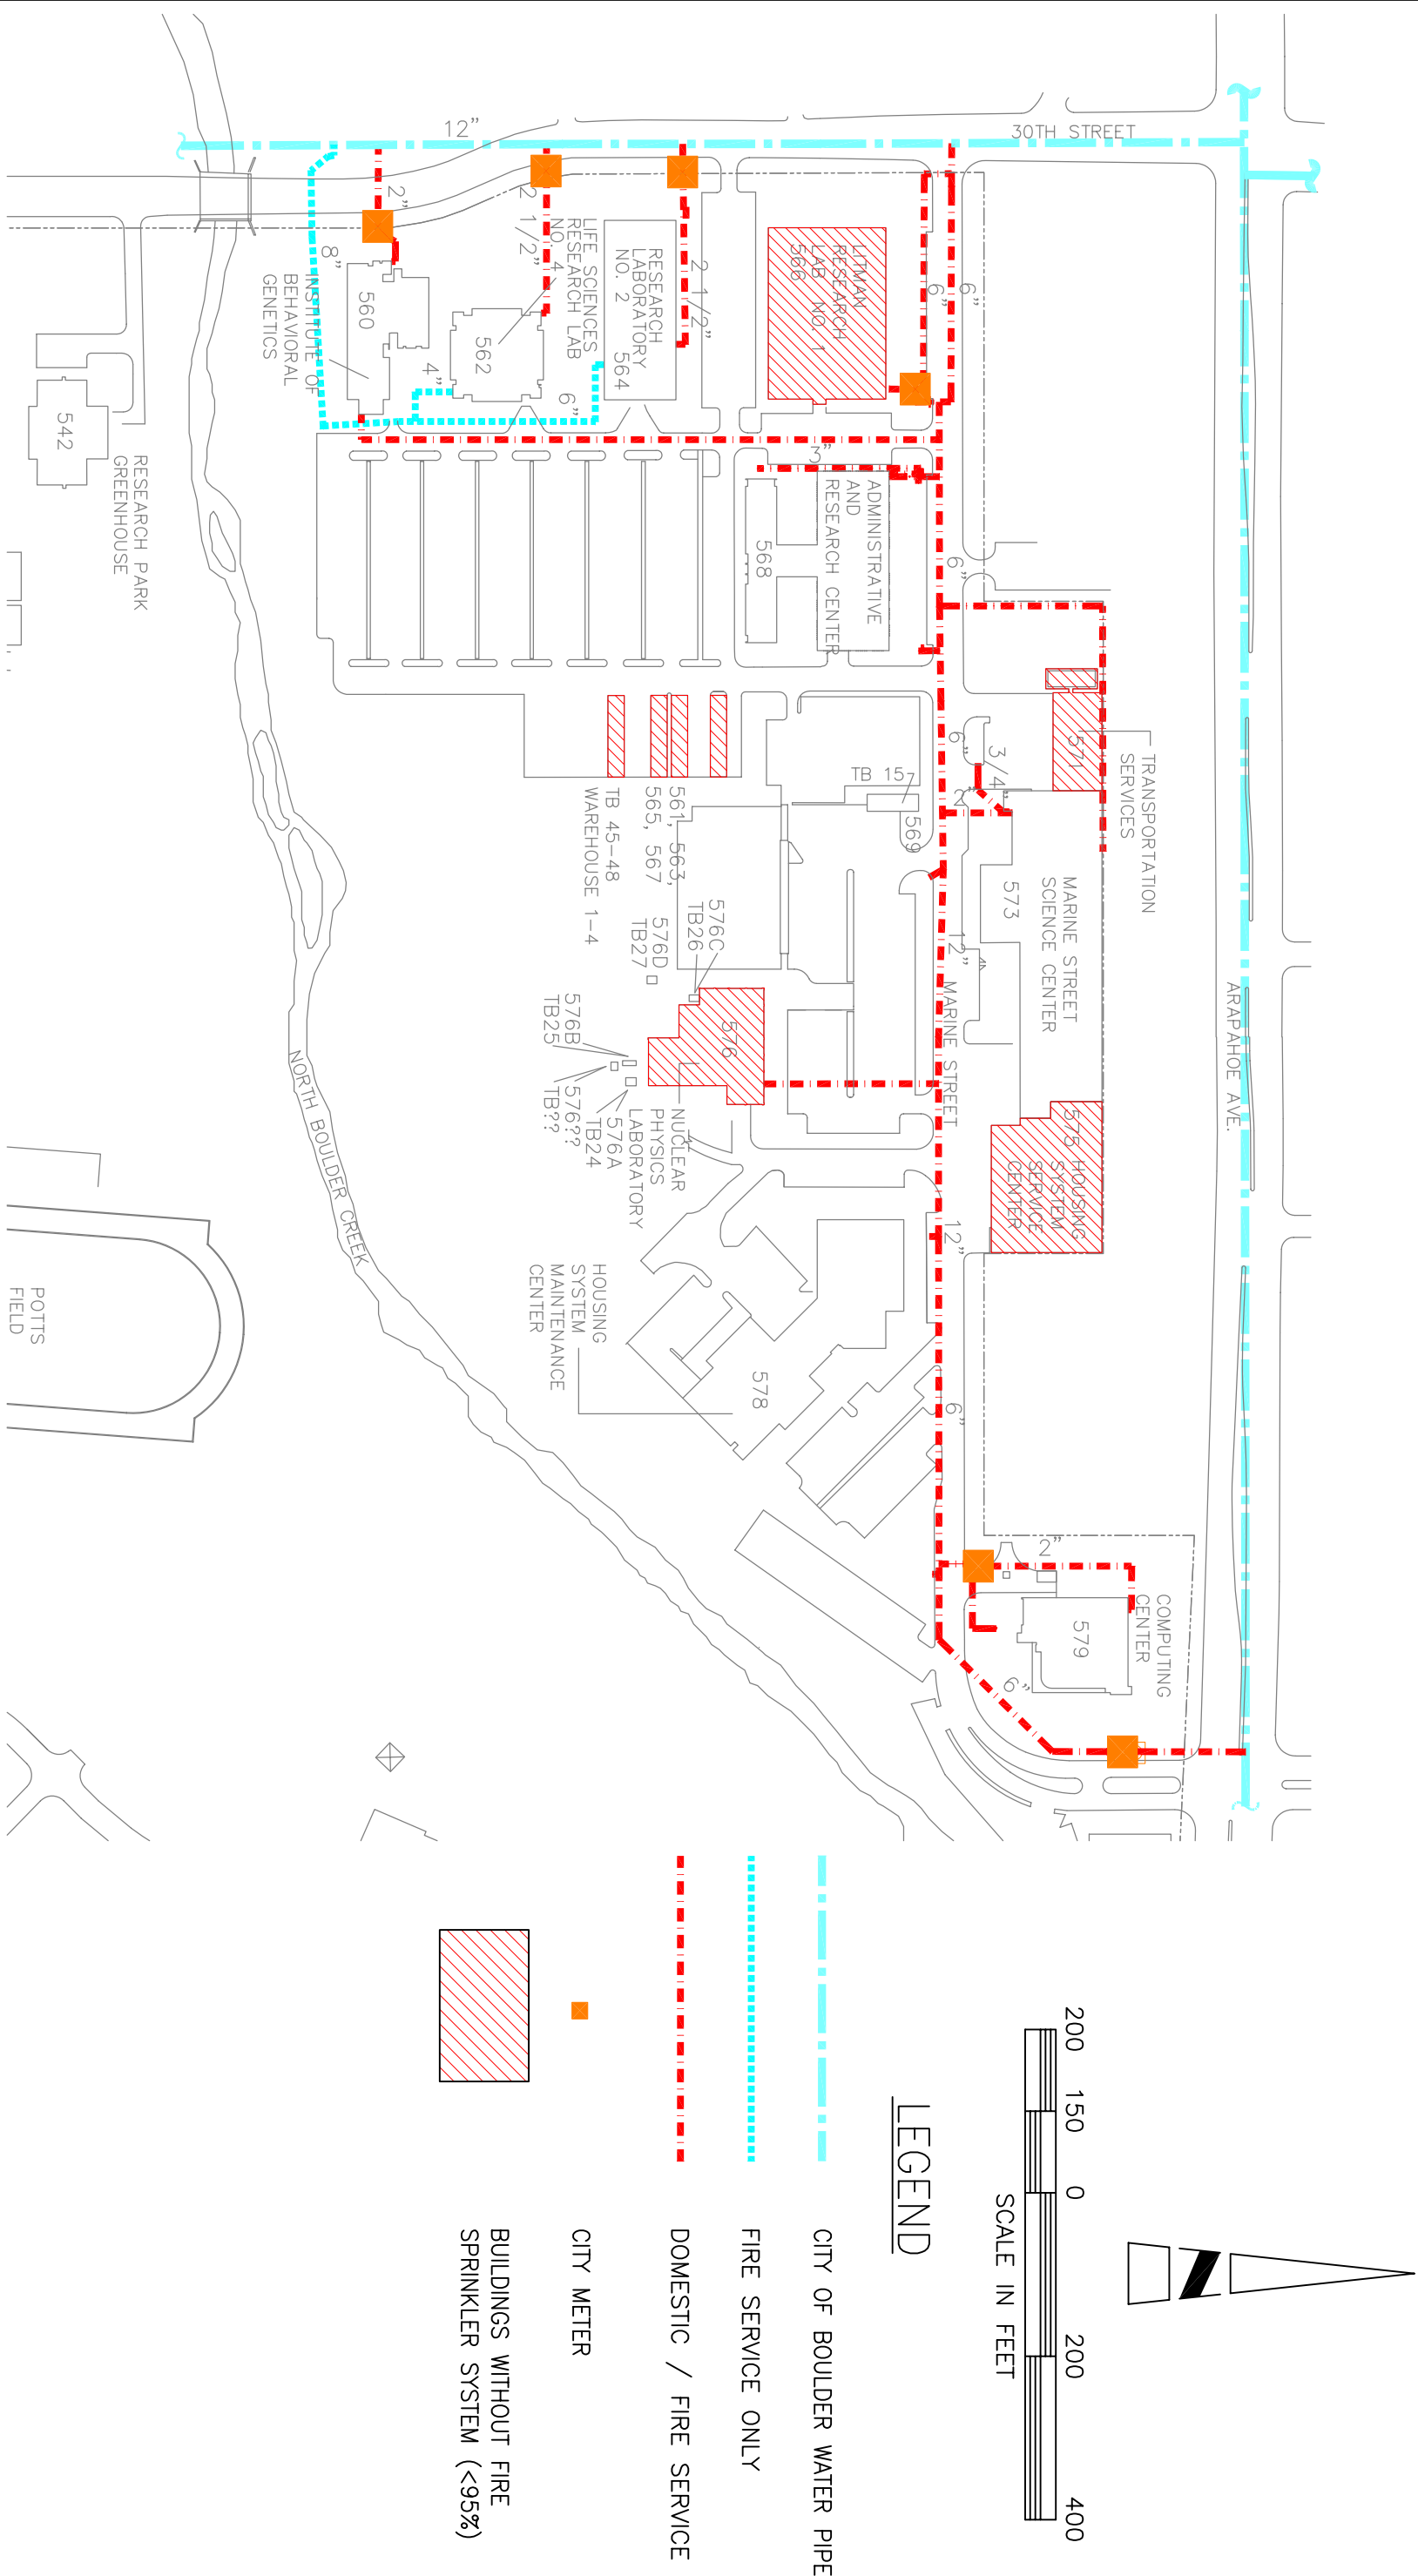 12”
30TH STREET
ARAPAHOE AVE.
2”
8”
INSTITUTE OF
BEHAVIORAL
GENETICS
560
4”
562
LIFE SCIENCES
RESEARCH LAB
NO. 4
2 1/2”
6”
RESEARCH
LABORATORY
NO. 2
564
2 1/2”
LITMAN
RESEARCH
LAB NO. 1
566
6”
6”
542
RESEARCH PARK
GREENHOUSE
3”
ADMINISTRATIVE
AND
RESEARCH CENTER
568
6”
571
TRANSPORTATION
SERVICES
6”
3/4”
2”
TB 15
569
561, 563,
565, 567
TB 45-48
WAREHOUSE 1-4
573
MARINE STREET
SCIENCE CENTER
12”
MARINE STREET
576C
TB26
576D
TB27
576
576B
TB25
576??
TB??
576A
TB24
NUCLEAR
PHYSICS
LABORATORY
575 HOUSING
SYSTEM
SERVICE
CENTER
12”
NORTH BOULDER CREEK
HOUSING
SYSTEM
MAINTENANCE
CENTER
578
6”
POTTS
FIELD
2”
COMPUTING
CENTER
579
6”
200 150 0 200 400
SCALE IN FEET
LEGEND
CITY OF BOULDER WATER PIPE
FIRE SERVICE ONLY
DOMESTIC / FIRE SERVICE
CITY METER
BUILDINGS WITHOUT FIRE
SPRINKLER SYSTEM (<95%)